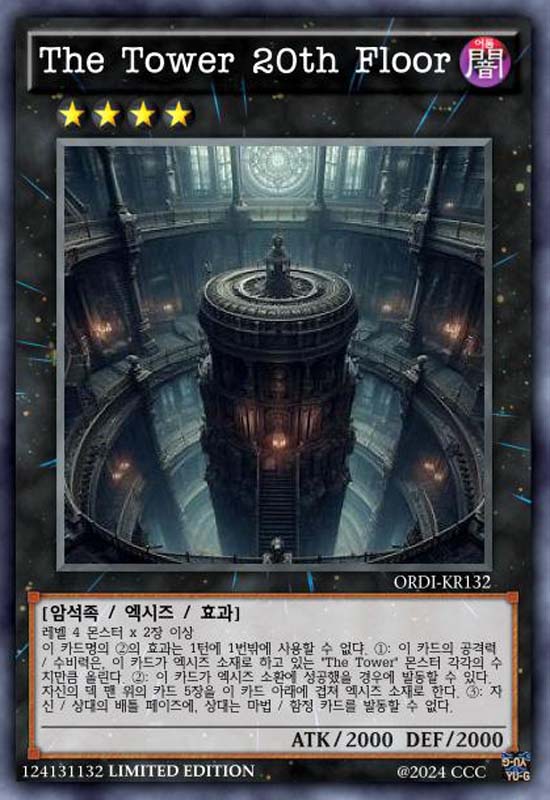 The Tower 20th Floor
어둠
闇
ORDI-KR132
[암석족 / 엑시즈 / 효과]
레벨 4 몬스터 x 2장 이상
이 카드명의 ②의 효과는 1턴에 1번밖에 사용할 수 없다. ①: 이 카드의 공격력
/ 수비력은, 이 카드가 엑시즈 소재로 하고 있는 "The Tower" 몬스터 각각의 수
치만큼 올린다. ②: 이 카드가 엑시즈 소환에 성공했을 경우에 발동할 수 있다.
자신의 덱 맨 위의 카드 5장을 이 카드 아래에 겹쳐 엑시즈 소재로 한다. ③: 자
신 / 상대의 배틀 페이즈에, 상대는 마법 / 함정 카드를 발동할 수 없다.
ATK/2000 DEF/2000
124131132 LIMITED EDITION
@2024 CCC
YU-G